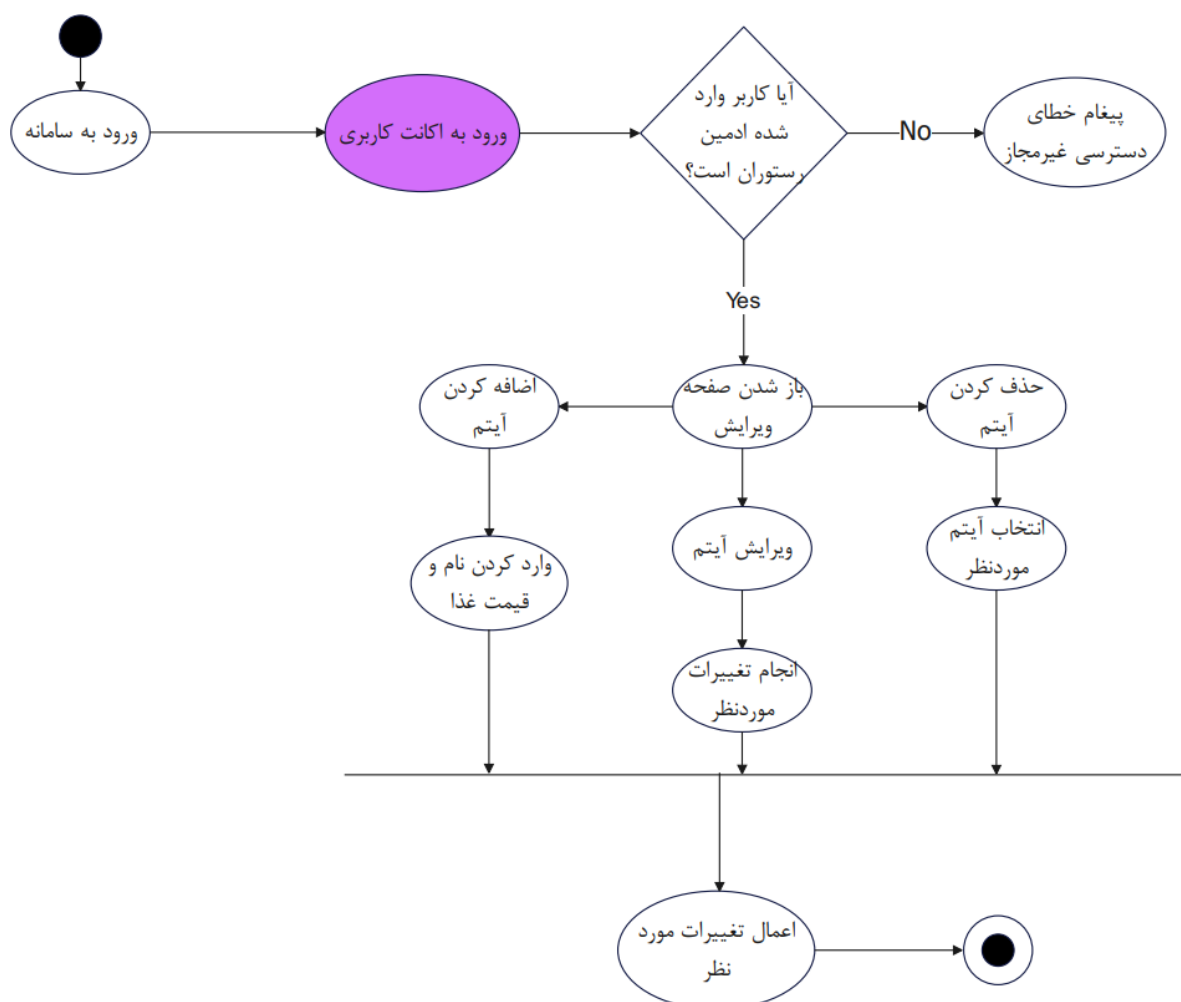 ورود به سامانه
ورود به اکانت کاربری
آیا کاربر وارد
شده ادمین
رستوران است؟
No
پیغام خطای
دسترسی غیرمجاز
Yes
اضافه کردن
آیتم
باز شدن صفحه
ویرایش
حذف کردن
آیتم
وارد کردن نام و
قیمت غذا
ویرایش آیتم
انتخاب آیتم
موردنظر
انجام تغییرات
موردنظر
اعمال تغییرات مورد
نظر